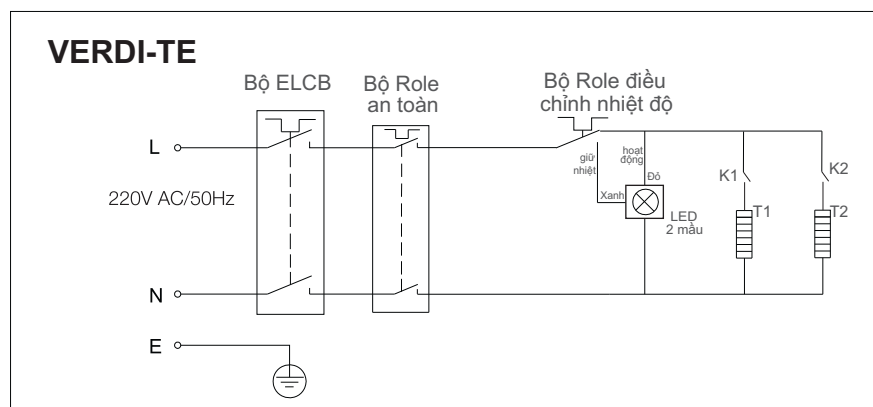 VERDI-TE
Bộ ELCB
Bộ Role
an toàn
Bộ Role điều
chỉnh nhiệt độ
L
220V AC/50Hz
N
E
giữ
nhiệt
hoạt
động
Xanh
Đỏ
LED
2 mầu
K1
T1
K2
T2